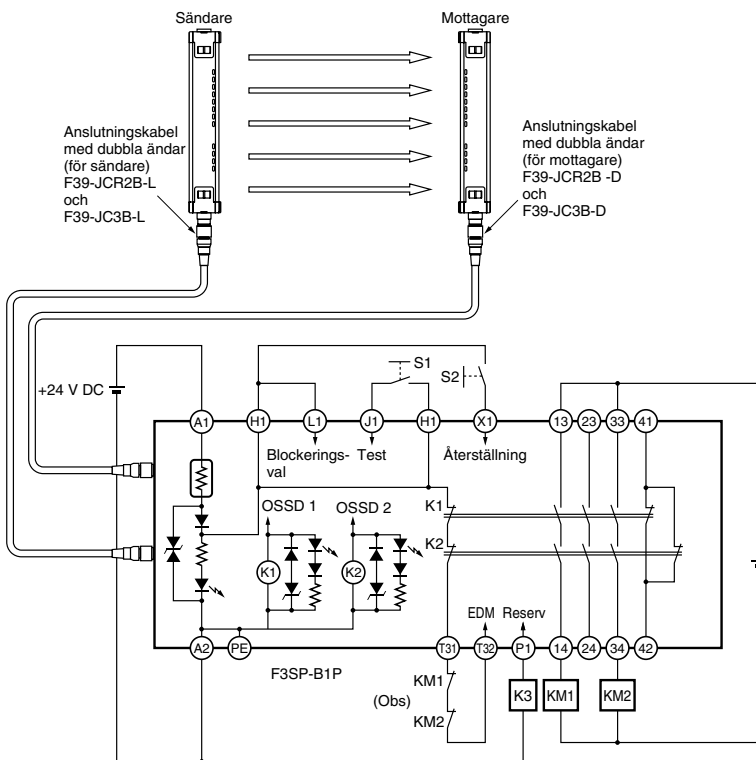 Sändare
Mottagare
Anslutningskabel
med dubbla ändar
(för sändare)
F39-JCR2B-L
och
F39-JC3B-L
Anslutningskabel
med dubbla ändar
(för mottagare)
F39-JCR2B -D
och
F39-JC3B-D
S1
S2
+24 V DC
A1
H1
L1
J1
H1
X1
13
23
33
41
Blockerings-
val
Test
Återställning
OSSD 1
OSSD 2
K1
K2
K1
K2
EDM
Reserv
A2
PE
T31
T32
P1
14
24
34
42
F3SP-B1P
KM1
(Obs)
KM2
K3
KM1
KM2